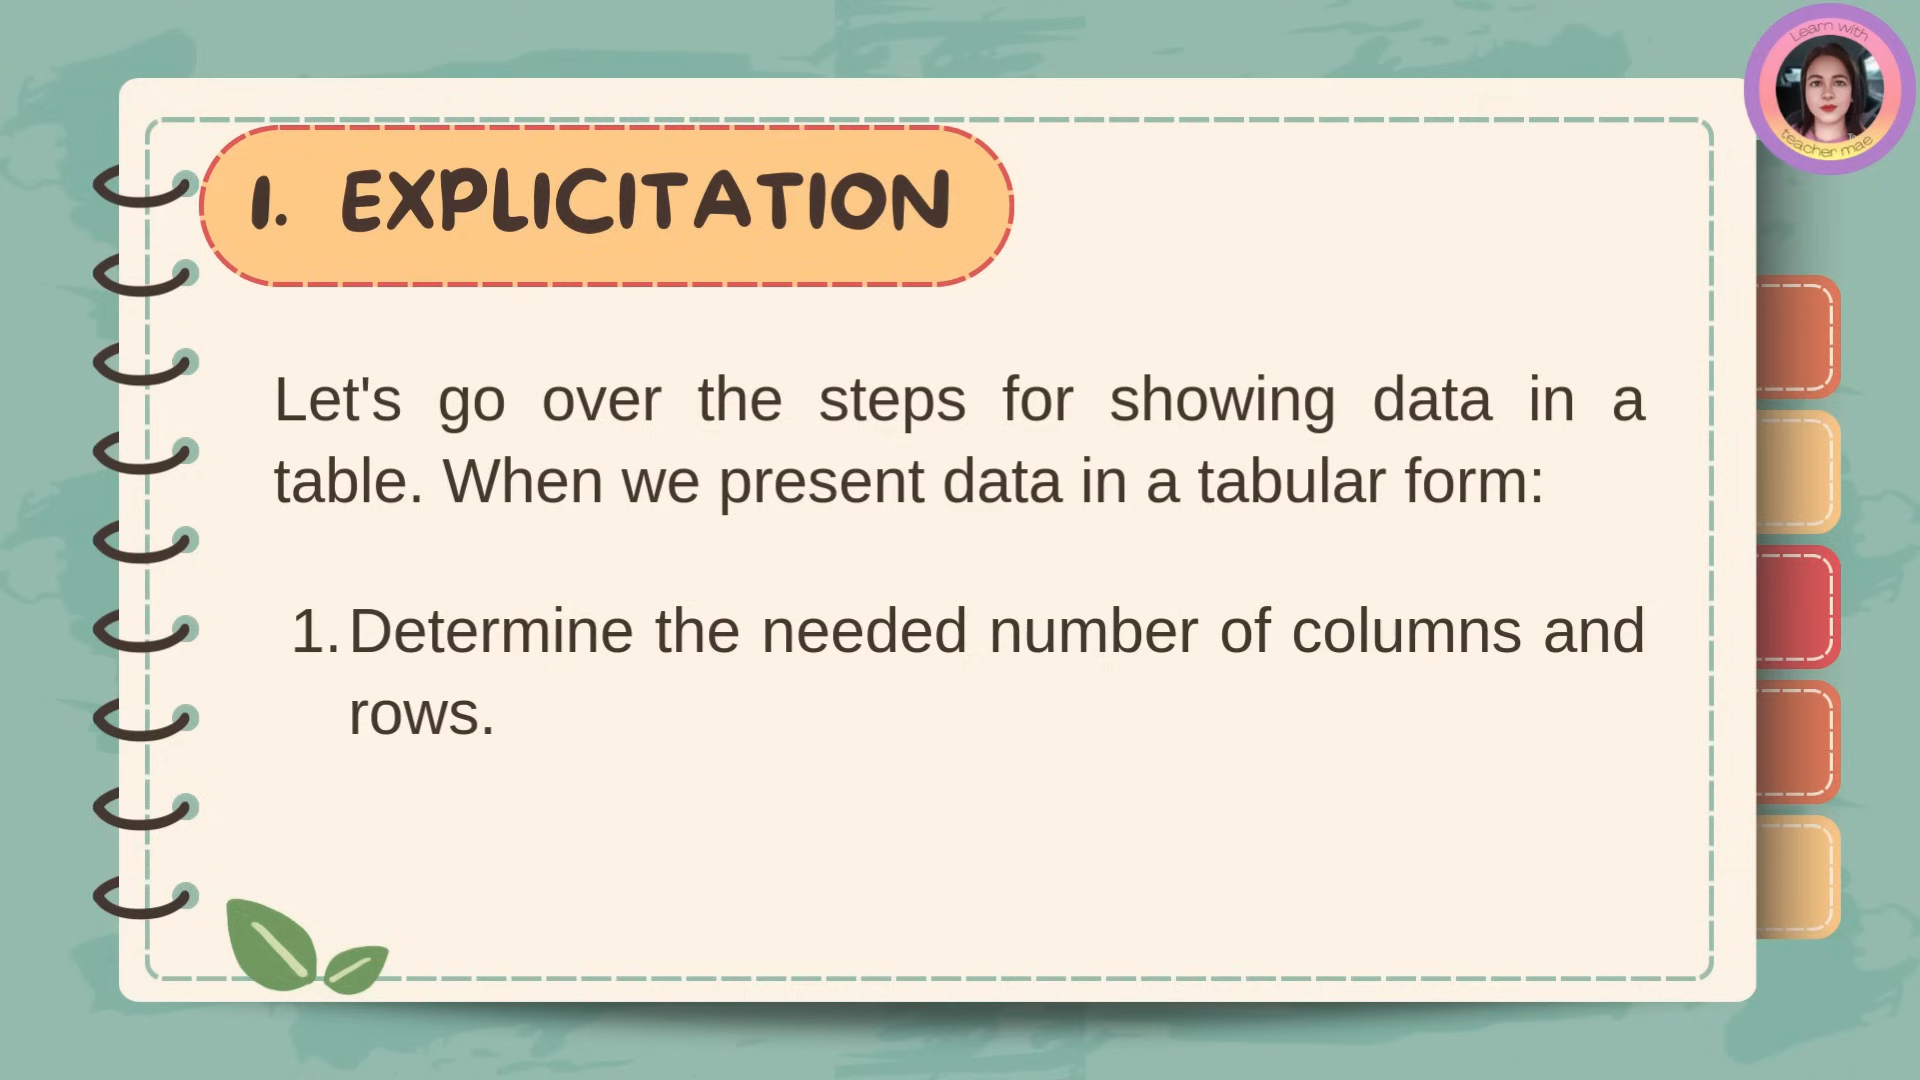 Learn with
teacher mae
1. EXPLICITATION
Let's go over the steps for showing data in a
table. When we present data in a tabular form:
1. Determine the needed number of columns and
rows.